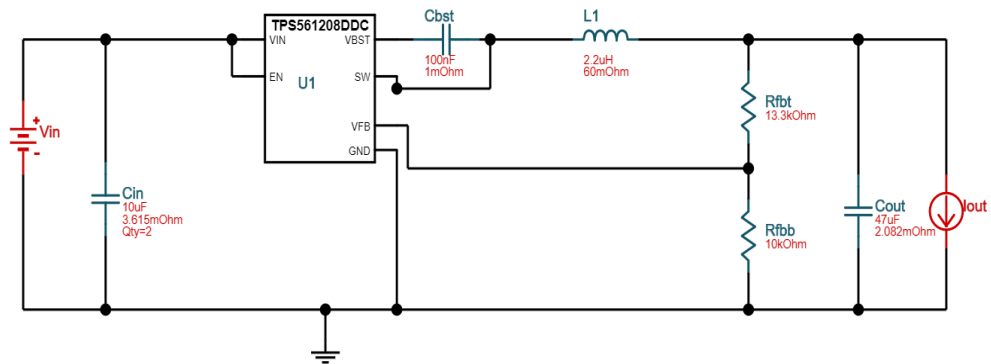 TPS561208DDC
VIN
VBST
EN
SW
U1
VFB
GND
Cbst
100nF
1mOhm
L1
2.2uH
60mOhm
+
Vin
-
Cin
10uF
3.615mOhm
Qty=2
Rfbt
13.3kOhm
Rfbb
10kOhm
Cout
47uF
2.082mOhm
Iout